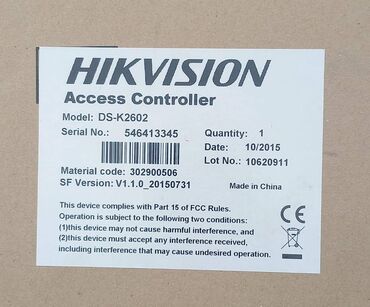 HIKVISION
Access Controller
Model: DS-K2602
Serial No.: 546413345 Quantity: 1
Date: 10/2015
Lot No.: 10620911
Material code: 302900506
SF Version: V1.1.0_20150731 Made in China
This device complies with Part 15 of FCC Rules.
Operation is subject to the following two conditions:
(1)this device may not cause harmful interference, and
(2)this device must accept any interference received,
including interference that may cause undesired operation.
CE